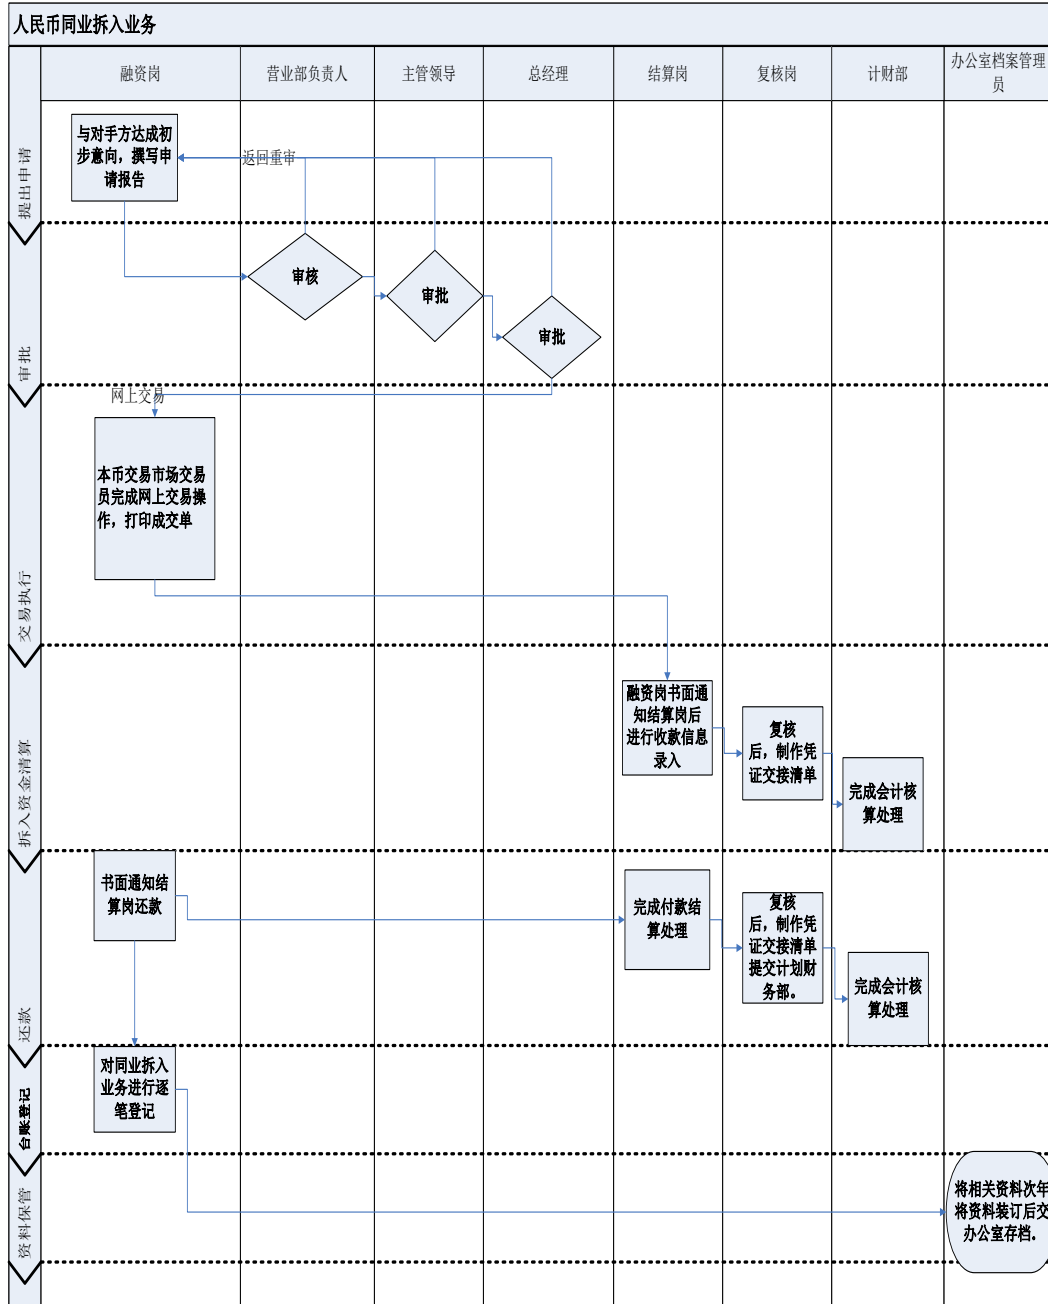 人民币同业拆入业务
融资岗
营业部负责人
主管领导
总经理
结算岗
复核岗
计财部
办公室档案管理
员
提出申请
与对手方达成初
步意向，撰写申
请报告
返回重审
审批
审核
审批
审批
交易执行
网上交易
本币交易市场交易
员完成网上交易操
作，打印成交单
拆入资金清算
融资岗书面通
知结算岗后
进行收款信息
录入
复核
后，制作凭
证交接清单
完成会计核
算处理
还款
书面通知结
算岗还款
完成付款结
算处理
复核
后，制作凭
证交接清单
提交计划财
务部。
完成会计核
算处理
台账登记
对同业拆入
业务进行逐
笔登记
资料保管
将相关资料次年
将资料装订后交
办公室存档。